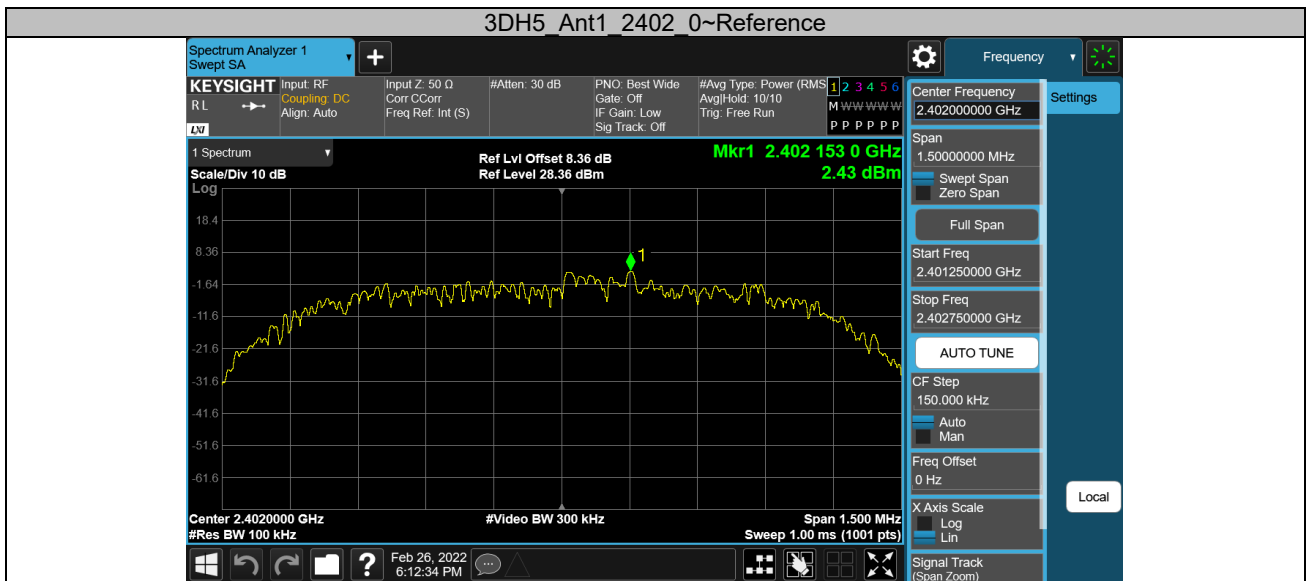 3DH5_Ant1_2402_0~Reference
Spectrum Analyzer 1
Swept SA
+
Frequency
KEYSIGHT
RL
LXI
Input: RF
Coupling: DC
Align: Auto
Input Z: 50 Ω
Corr CCorr
Freq Ref: Int (S)
#Atten: 30 dB
PNO: Best Wide
Gate: Off
IF Gain: Low
Sig Track: Off
#Avg Type: Power (RMS
Avg|Hold: 10/10
Trig: Free Run
1 2 3 4 5 6
M W W W W W
P P P P P P
1 Spectrum
Scale/Div 10 dB
Ref Lvl Offset 8.36 dB
Ref Level 28.36 dBm
Mkr1 2.402 153 0 GHz
2.43 dBm
Log
18.4
8.36
-1.64
-11.6
-21.6
-31.6
-41.6
-51.6
-61.6
1
Center 2.4020000 GHz
#Res BW 100 kHz
#Video BW 300 kHz
Span 1.500 MHz
Sweep 1.00 ms (1001 pts)
?
Feb 26, 2022
6:12:34 PM
Center Frequency
2.402000000 GHz
Span
1.50000000 MHz
Swept Span
Zero Span
Full Span
Start Freq
2.401250000 GHz
Stop Freq
2.402750000 GHz
AUTO TUNE
CF Step
150.000 kHz
Auto
Man
Freq Offset
0 Hz
X Axis Scale
Log
Lin
Signal Track
(Span Zoom)
Settings
Local